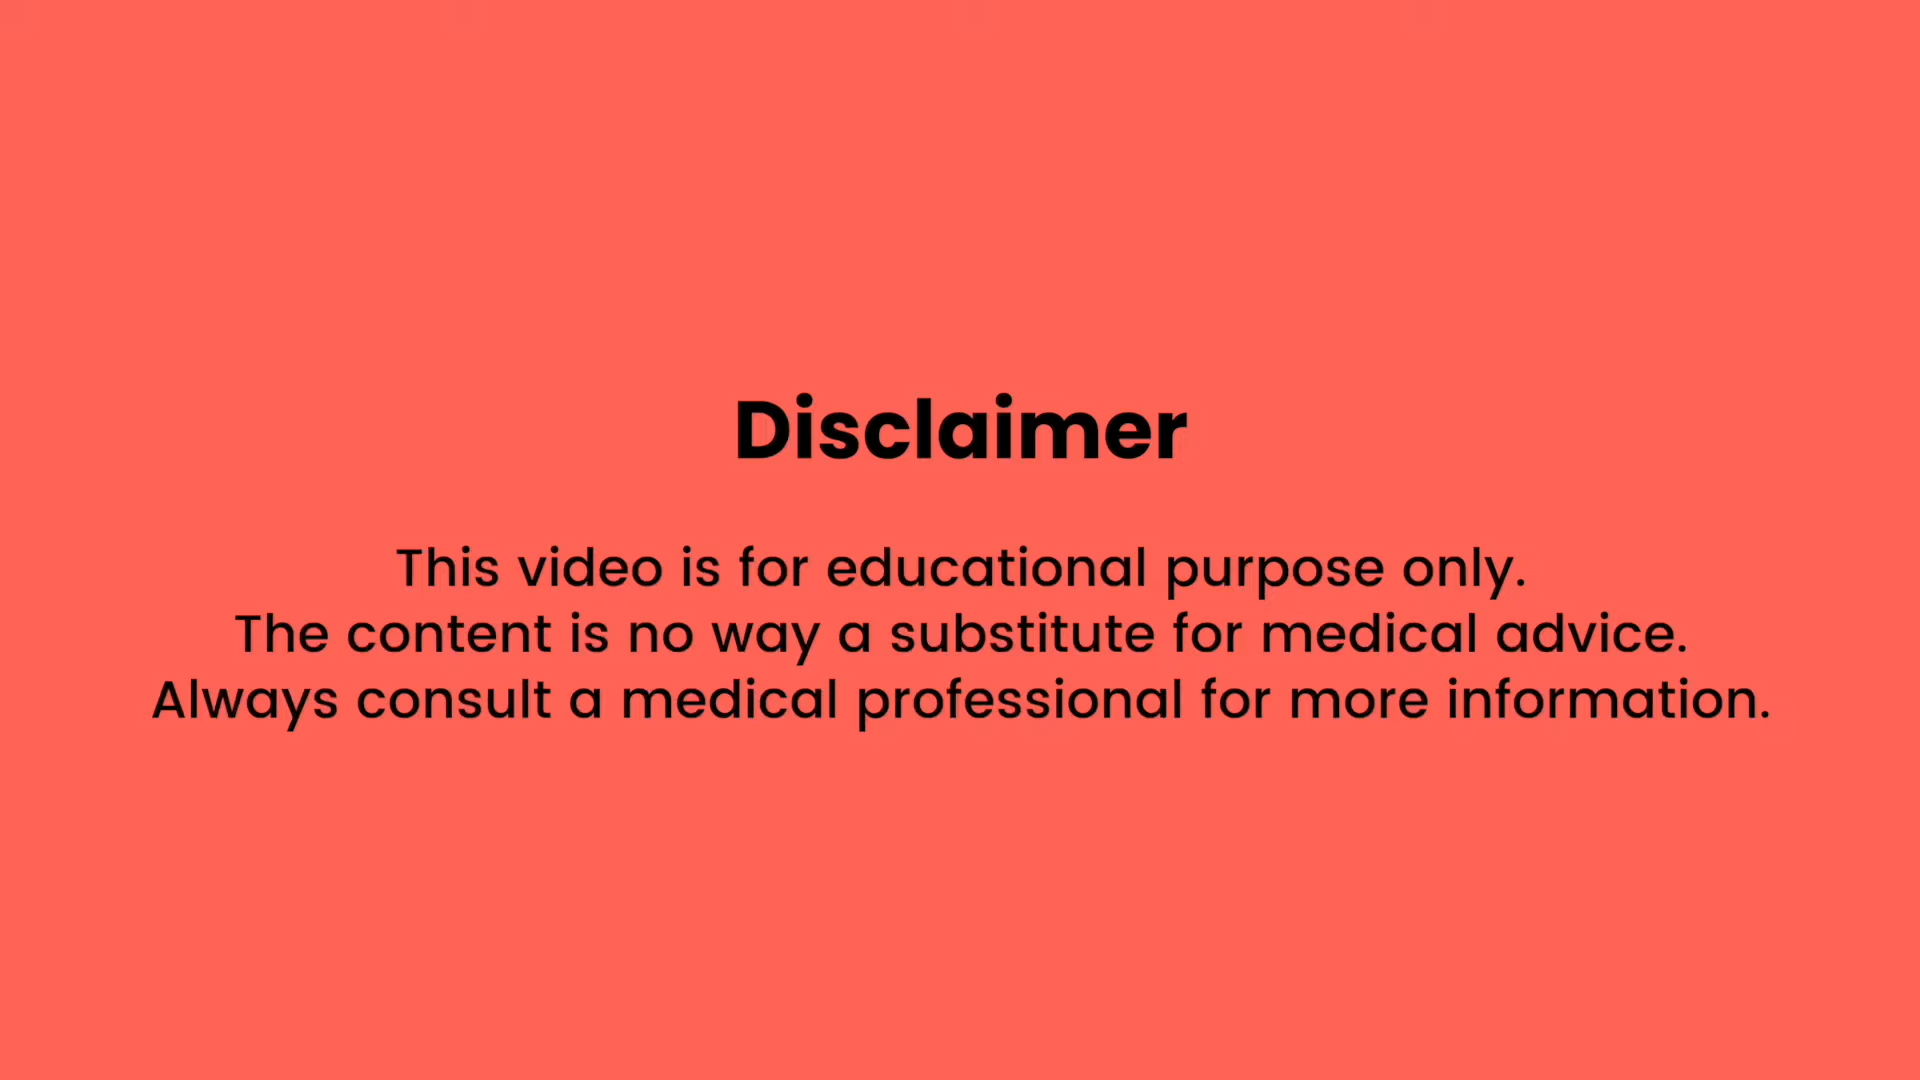 Disclaimer
This video is for educational purpose only.
The content is no way a substitute for medical advice.
Always consult a medical professional for more information.